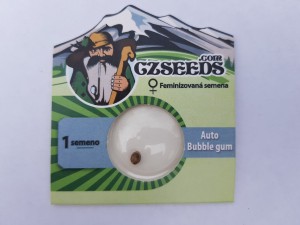 CZSEEDS.COM
♀ Feminizovaná semena
1 semeno
Auto
Bubble gum